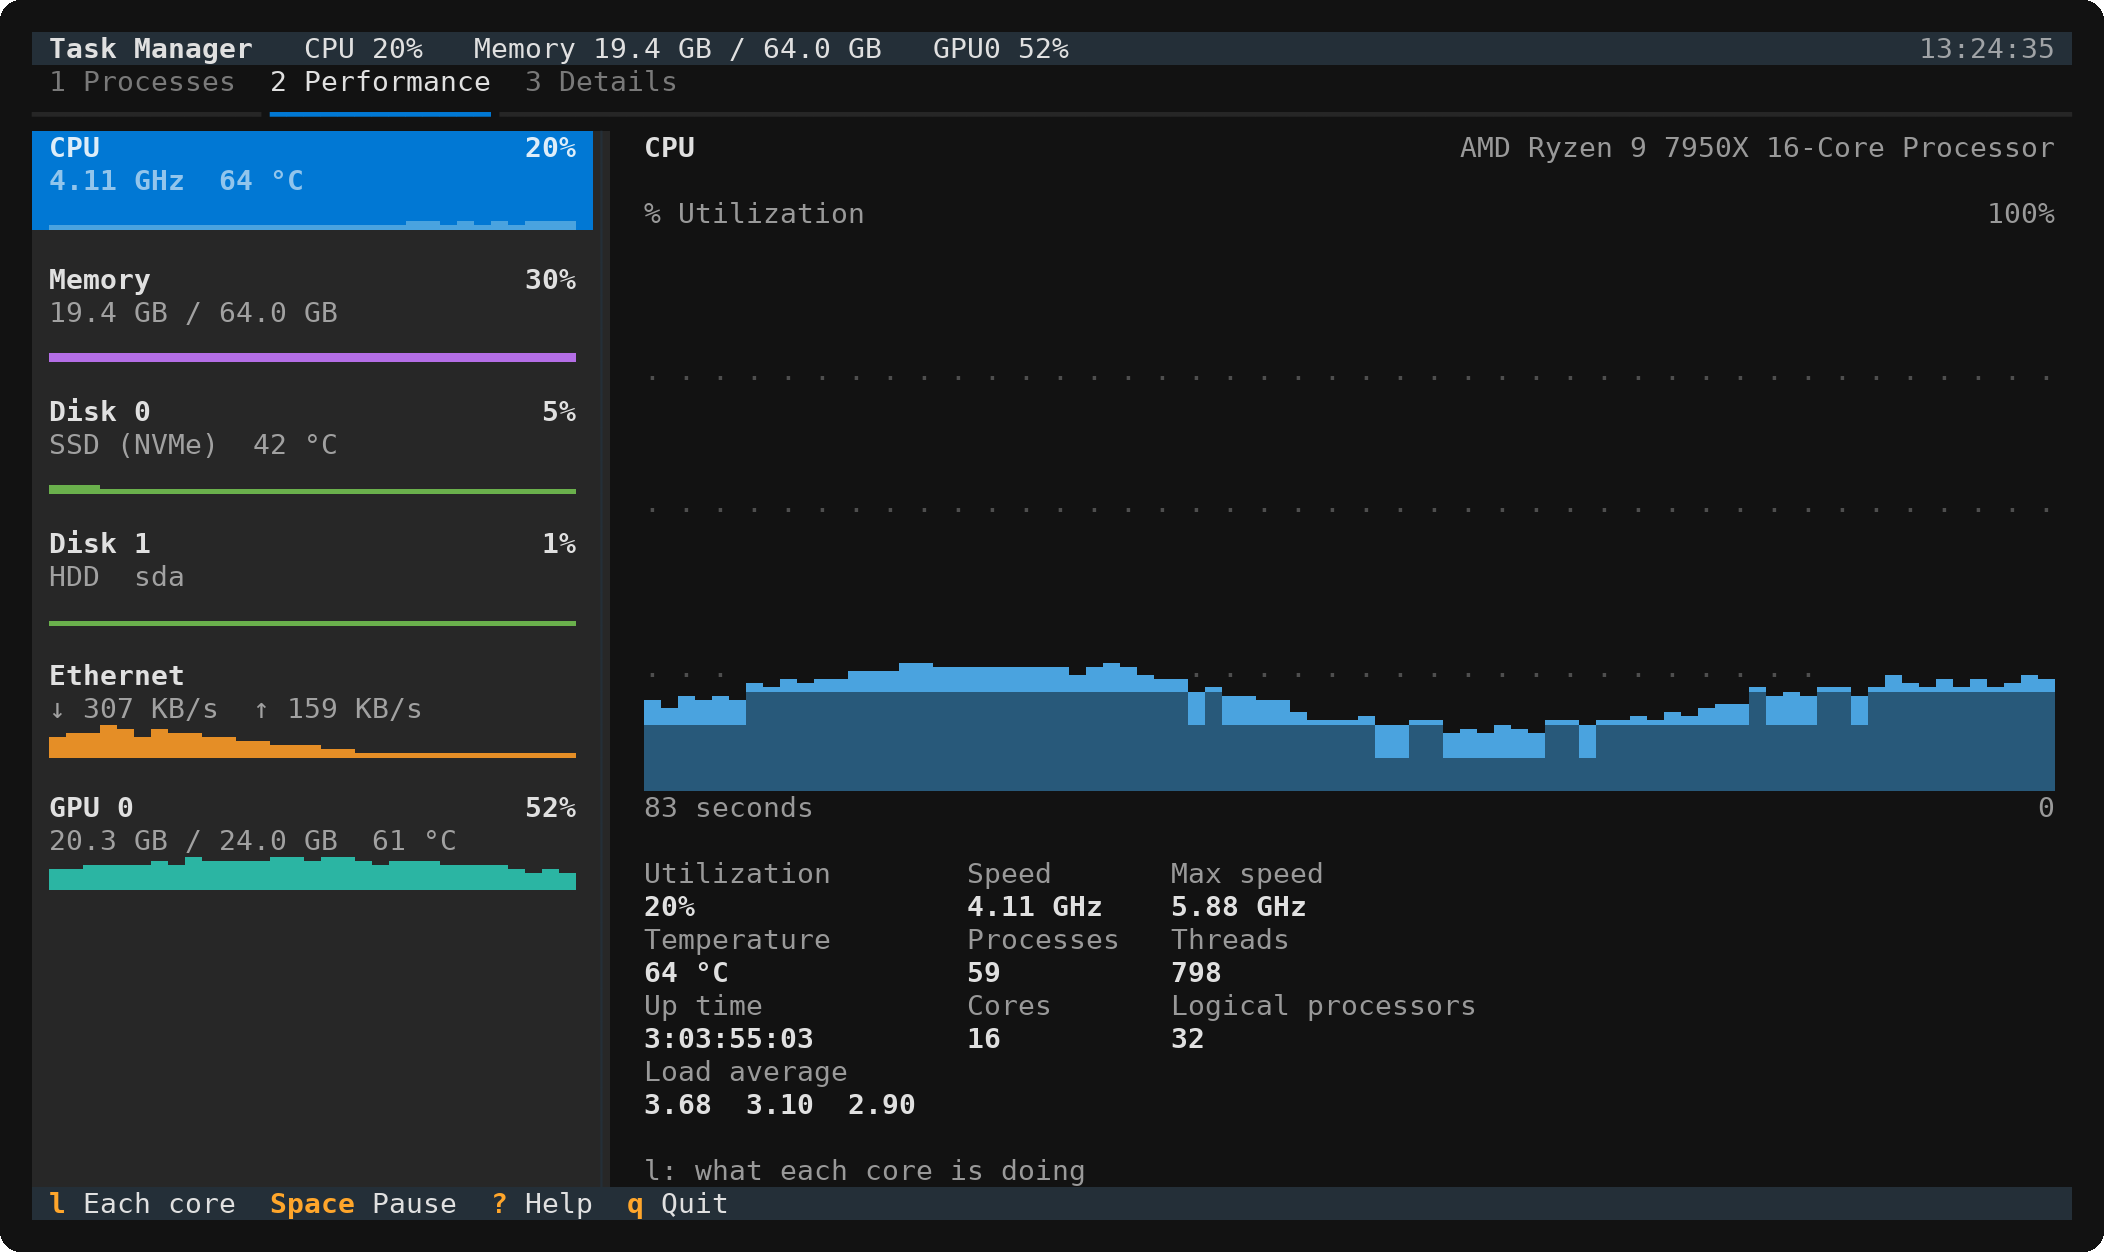 Task Manager   CPU 20%   Memory 19.4 GB / 64.0 GB   GPU0 52%   13:24:35
1 Processes  2 Performance  3 Details
CPU 20%
4.11 GHz  64 °C
Memory 30%
19.4 GB / 64.0 GB
Disk 0 5%
SSD (NVMe)  42 °C
Disk 1 1%
HDD  sda
Ethernet
↓ 307 KB/s  ↑ 159 KB/s
GPU 0 52%
20.3 GB / 24.0 GB  61 °C
CPU AMD Ryzen 9 7950X 16-Core Processor
% Utilization 100%
83 seconds 0
Utilization Speed Max speed
20% 4.11 GHz 5.88 GHz
Temperature Processes Threads
64 °C 59 798
Up time Cores Logical processors
3:03:55:03 16 32
Load average
3.68  3.10  2.90
l: what each core is doing
l Each core  Space Pause  ? Help  q Quit